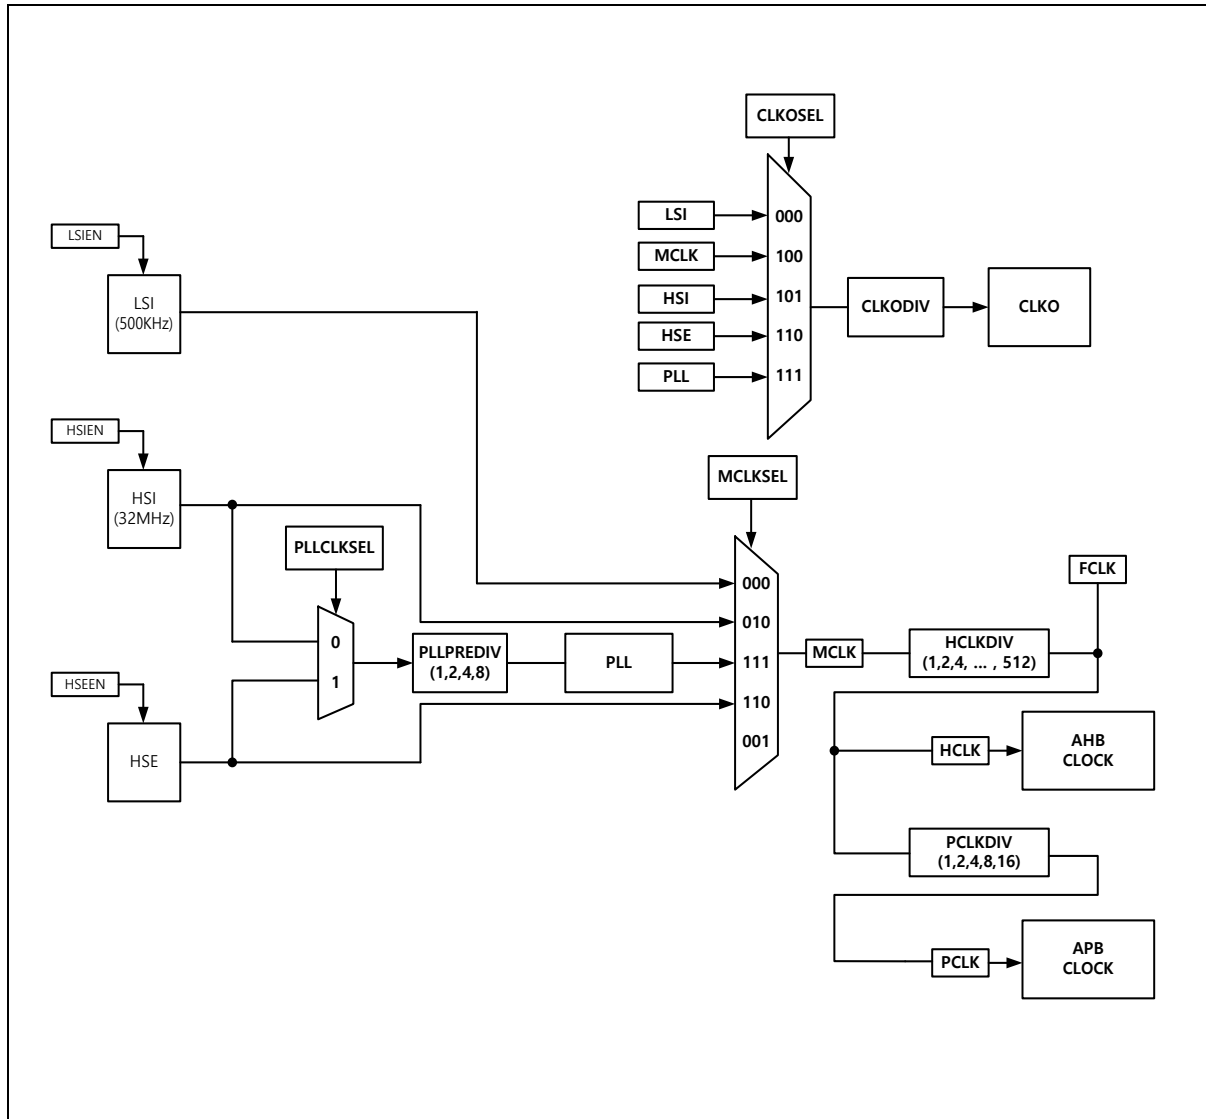 CLKOSEL
LSI
000
MCLK
100
HSI
101
HSE
110
PLL
111
CLKODIV
CLKO
LSIEN
LSI
(500KHz)
HSIEN
HSI
(32MHz)
PLLCLKSEL
0
1
PLLPREDIV
(1,2,4,8)
PLL
HSEEN
HSE
MCLKSEL
000
010
111
110
001
MCLK
HCLKDIV
(1,2,4, ... , 512)
FCLK
HCLK
AHB
CLOCK
PCLKDIV
(1,2,4,8,16)
PCLK
APB
CLOCK